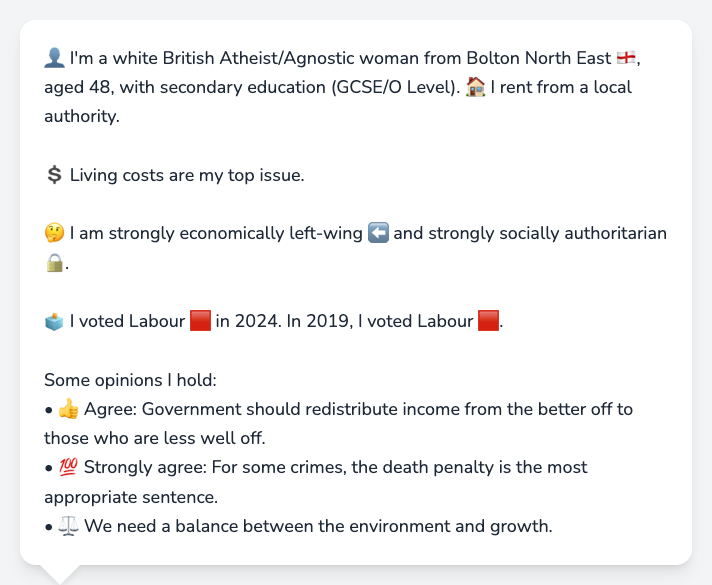 👤 I'm a white British Atheist/Agnostic woman from Bolton North East 🏴󠁧󠁢󠁥󠁮󠁧󠁿,
aged 48, with secondary education (GCSE/O Level). 🏠 I rent from a local
authority.
💲 Living costs are my top issue.
🤔 I am strongly economically left-wing ⬅️ and strongly socially authoritarian
🔒.
🗳️ I voted Labour 🟥 in 2024. In 2019, I voted Labour 🟥.
Some opinions I hold:
• 👍 Agree: Government should redistribute income from the better off to
those who are less well off.
• 💯 Strongly agree: For some crimes, the death penalty is the most
appropriate sentence.
• ⚖️ We need a balance between the environment and growth.